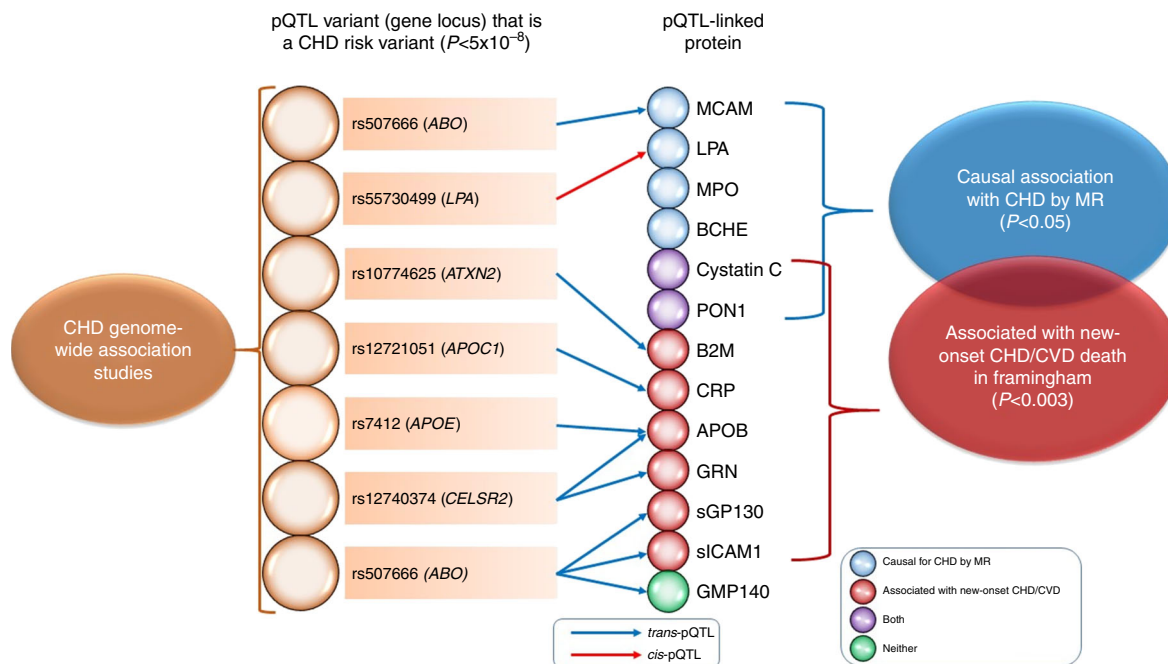 pQTL variant (gene locus) that is
a CHD risk variant (P<5x10⁻⁸)
pQTL-linked
protein
CHD genome-
wide association
studies
rs507666 (ABO)
rs55730499 (LPA)
rs10774625 (ATXN2)
rs12721051 (APOC1)
rs7412 (APOE)
rs12740374 (CELSR2)
rs507666 (ABO)
MCAM
LPA
MPO
BCHE
Cystatin C
PON1
B2M
CRP
APOB
GRN
sGP130
sICAM1
GMP140
Causal association
with CHD by MR
(P<0.05)
Associated with new-
onset CHD/CVD death
in framingham
(P<0.003)
trans-pQTL
cis-pQTL
Causal for CHD by MR
Associated with new-onset CHD/CVD
Both
Neither